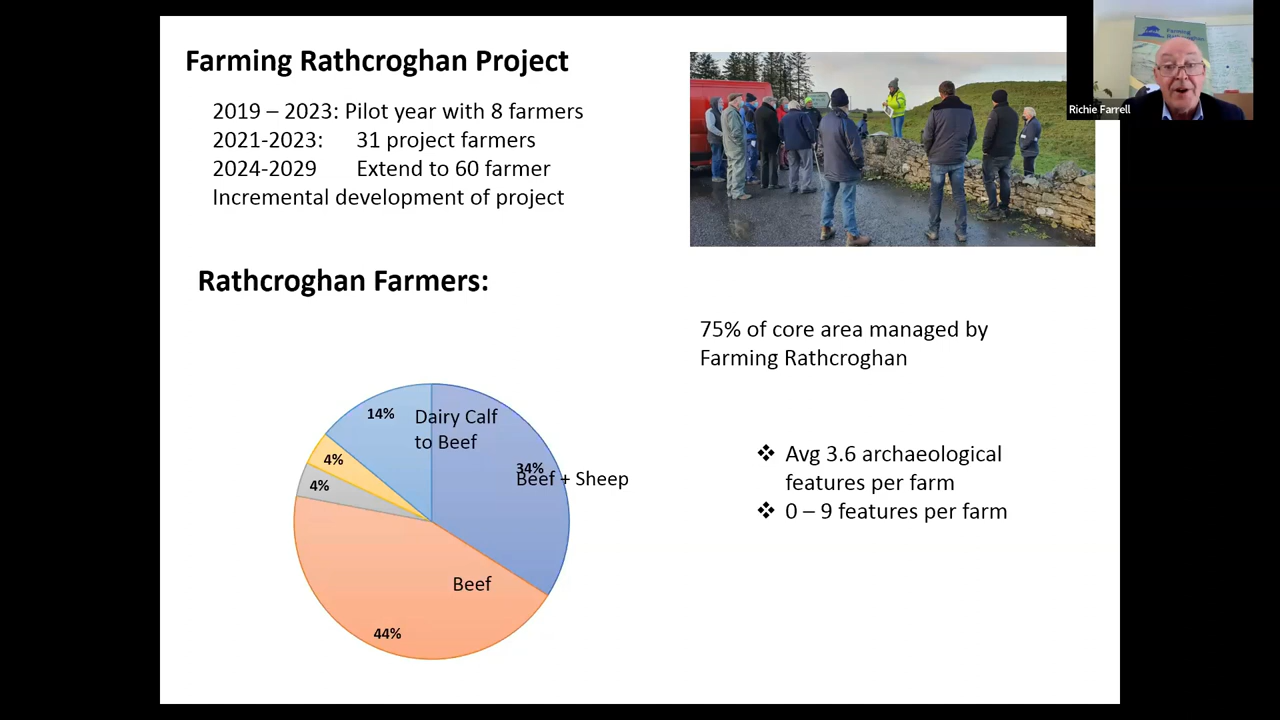 Farming Rathcroghan Project
2019 – 2023: Pilot year with 8 farmers
2021-2023: 31 project farmers
2024-2029 Extend to 60 farmer
Incremental development of project
Richie Farrell
Farming
Rathcroghan
Rathcroghan Farmers:
75% of core area managed by
Farming Rathcroghan
14%
Dairy Calf
to Beef
4%
4%
34%
Beef + Sheep
Beef
44%
❖ Avg 3.6 archaeological
features per farm
❖ 0 – 9 features per farm